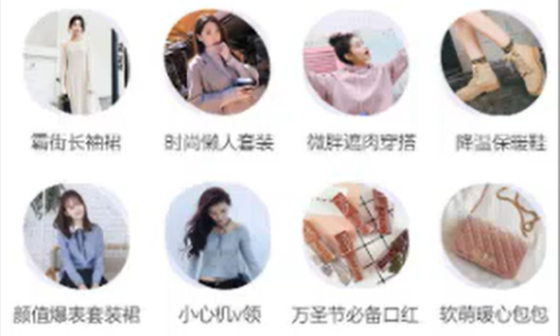 霸街长袖裙
时尚懒人套装
微胖遮肉穿搭
降温保暖鞋
颜值爆表套装裙
小心机v领
万圣节必备口红
软萌暖心包包